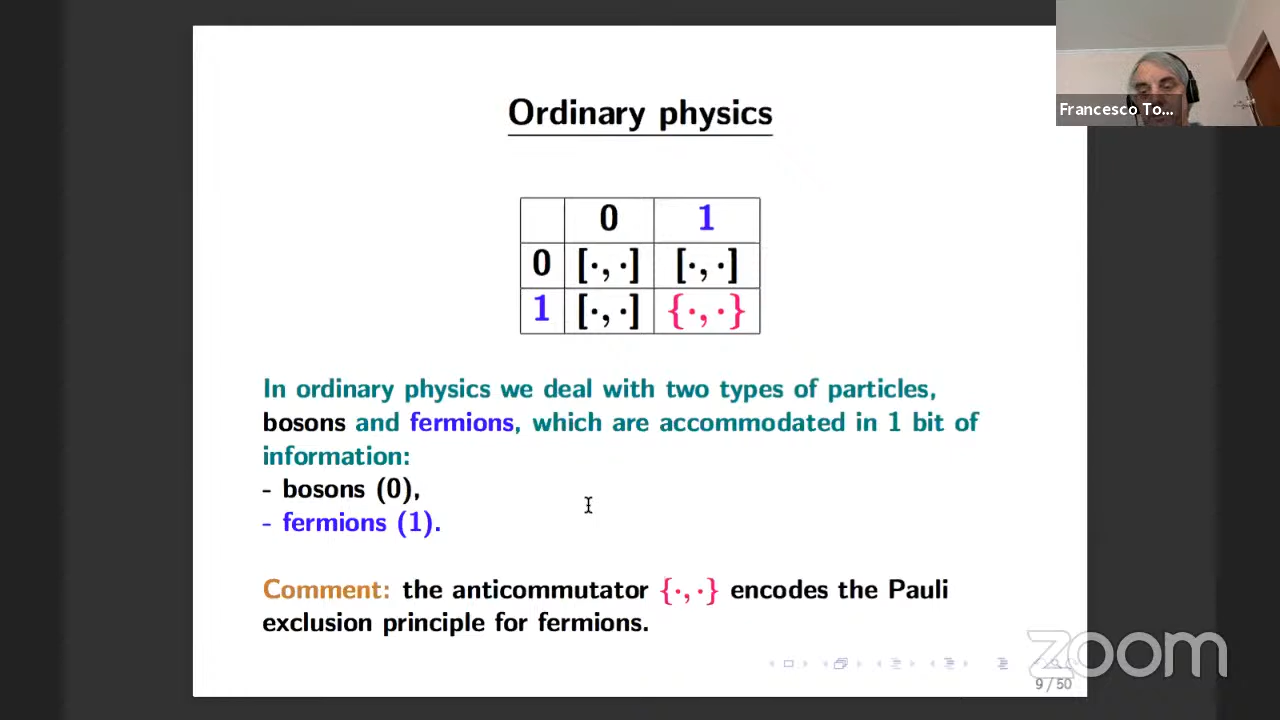 Ordinary physics
Francesco To...
0 1
0 [·, ·] [·, ·]
1 [·, ·] {·, ·}
In ordinary physics we deal with two types of particles,
bosons and fermions, which are accommodated in 1 bit of
information:
- bosons (0),
- fermions (1).
Comment: the anticommutator {·, ·} encodes the Pauli
exclusion principle for fermions.
zoom
9 / 50